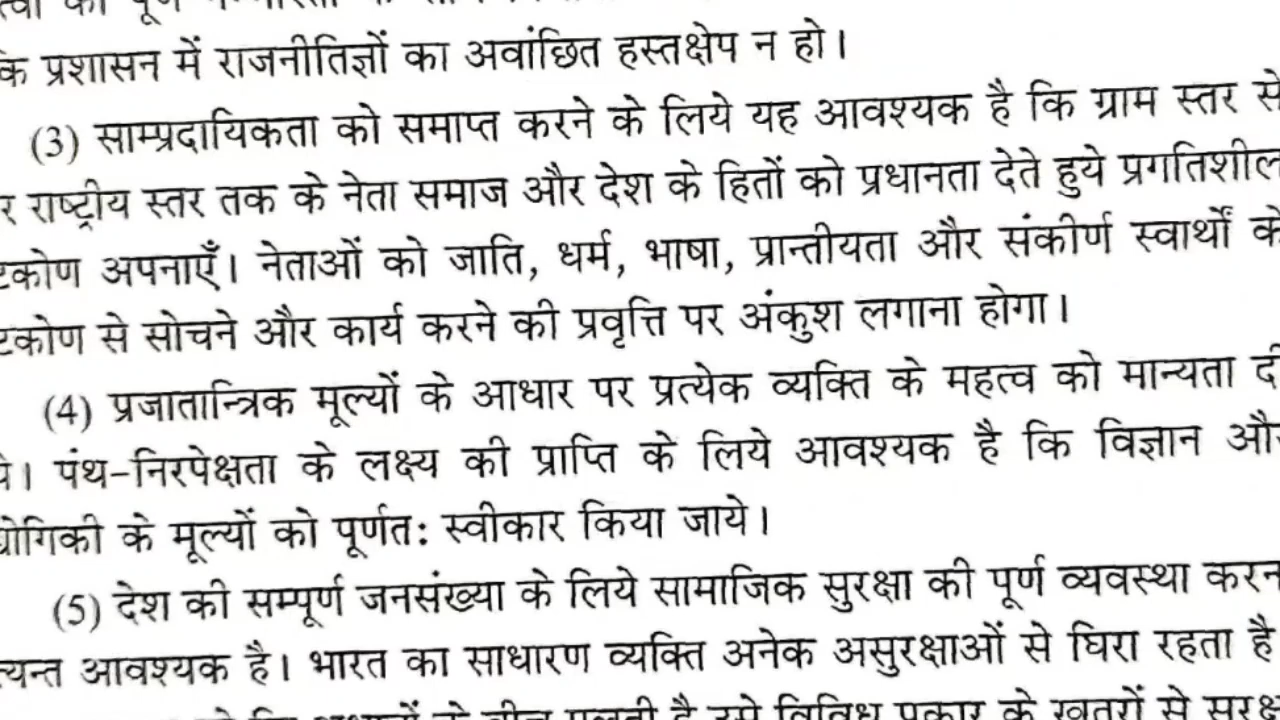 प्रशासन में राजनीतिज्ञों का अवांछित हस्तक्षेप न हो।
(3) साम्प्रदायिकता को समाप्त करने के लिये यह आवश्यक है कि ग्राम स्तर से
र राष्ट्रीय स्तर तक के नेता समाज और देश के हितों को प्रधानता देते हुये प्रगतिशील
कोण अपनाएँ। नेताओं को जाति, धर्म, भाषा, प्रान्तीयता और संकीर्ण स्वार्थों के
कोण से सोचने और कार्य करने की प्रवृत्ति पर अंकुश लगाना होगा।
(4) प्रजातान्त्रिक मूल्यों के आधार पर प्रत्येक व्यक्ति के महत्व को मान्यता दी
ये। पंथ-निरपेक्षता के लक्ष्य की प्राप्ति के लिये आवश्यक है कि विज्ञान और
द्योगिकी के मूल्यों को पूर्णत: स्वीकार किया जाये।
(5) देश की सम्पूर्ण जनसंख्या के लिये सामाजिक सुरक्षा की पूर्ण व्यवस्था करन
त्यन्त आवश्यक है। भारत का साधारण व्यक्ति अनेक असुरक्षाओं से घिरा रहता है
विविध प्रकार के खतरों से